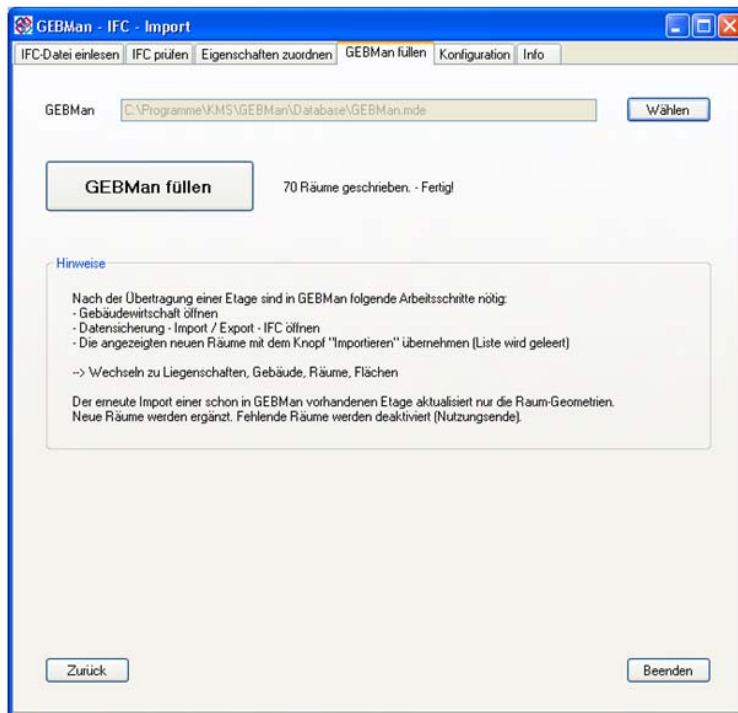 GEBMan - IFC - Import
IFC-Datei einlesen IFC prüfen Eigenschaften zuordnen GEBMan füllen Konfiguration Info
GEBMan C:\Programme\KMS\GEBMan\Database\GEBMan.mde Wählen
GEBMan füllen 70 Räume geschrieben. - Fertig!
Hinweise
Nach der Übertragung einer Etage sind in GEBMan folgende Arbeitsschritte nötig:
- Gebäudewirtschaft öffnen
- Datensicherung - Import / Export - IFC öffnen
- Die angezeigten neuen Räume mit dem Knopf "Importieren" übernehmen (Liste wird geleert)
--> Wechseln zu Liegenschaften, Gebäude, Räume, Flächen
Der erneute Import einer schon in GEBMan vorhandenen Etage aktualisiert nur die Raum-Geometrien.
Neue Räume werden ergänzt. Fehlende Räume werden deaktiviert (Nutzungsende).
Zurück Beenden